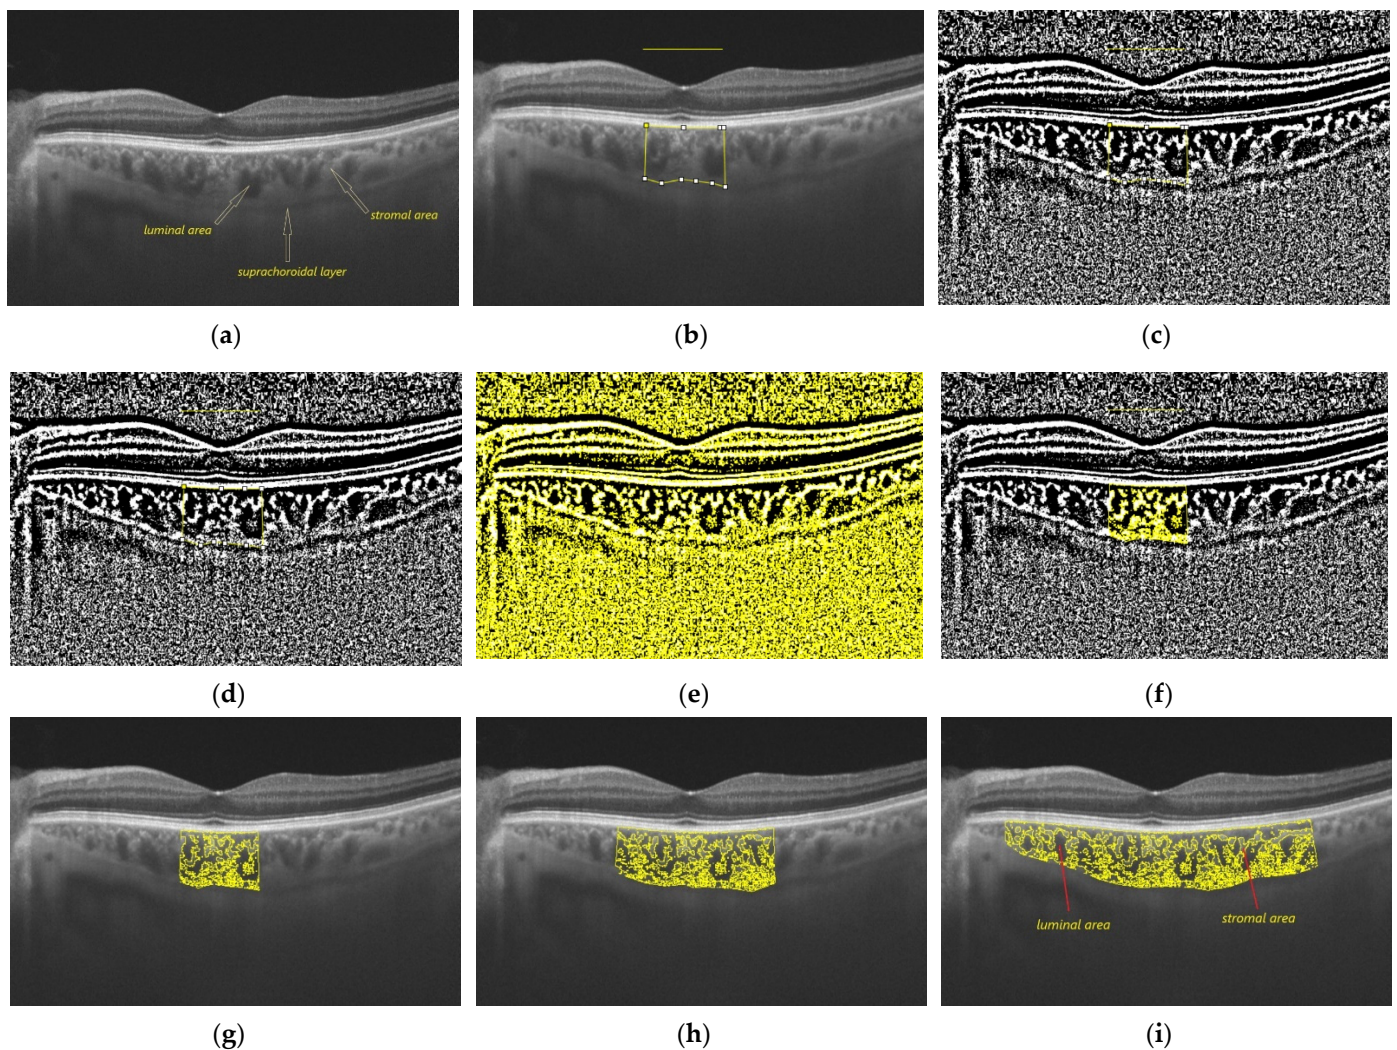 stromal area
luminal area
suprachoroidal layer
(a)
(b)
(c)
(d)
(e)
(f)
luminal area
stromal area
(g)
(h)
(i)